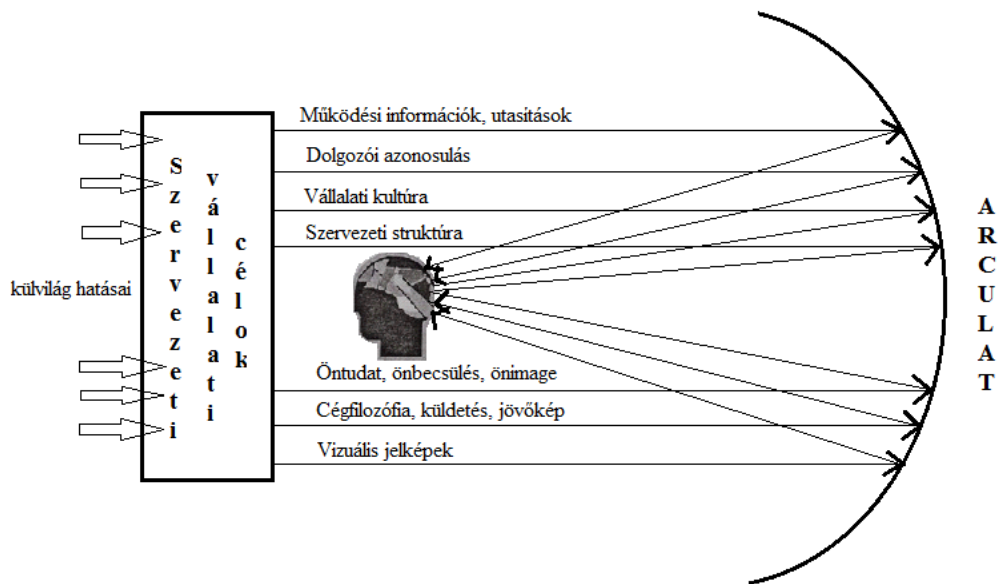 külvilág hatásai
Szervezeti
vállalati
célok
Működési információk, utasítások
Dolgozói azonosulás
Vállalati kultúra
Szervezeti struktúra
Öntudat, önbecsülés, önimage
Cégfilozófia, küldetés, jövőkép
Vizuális jelképek
ARCULAT